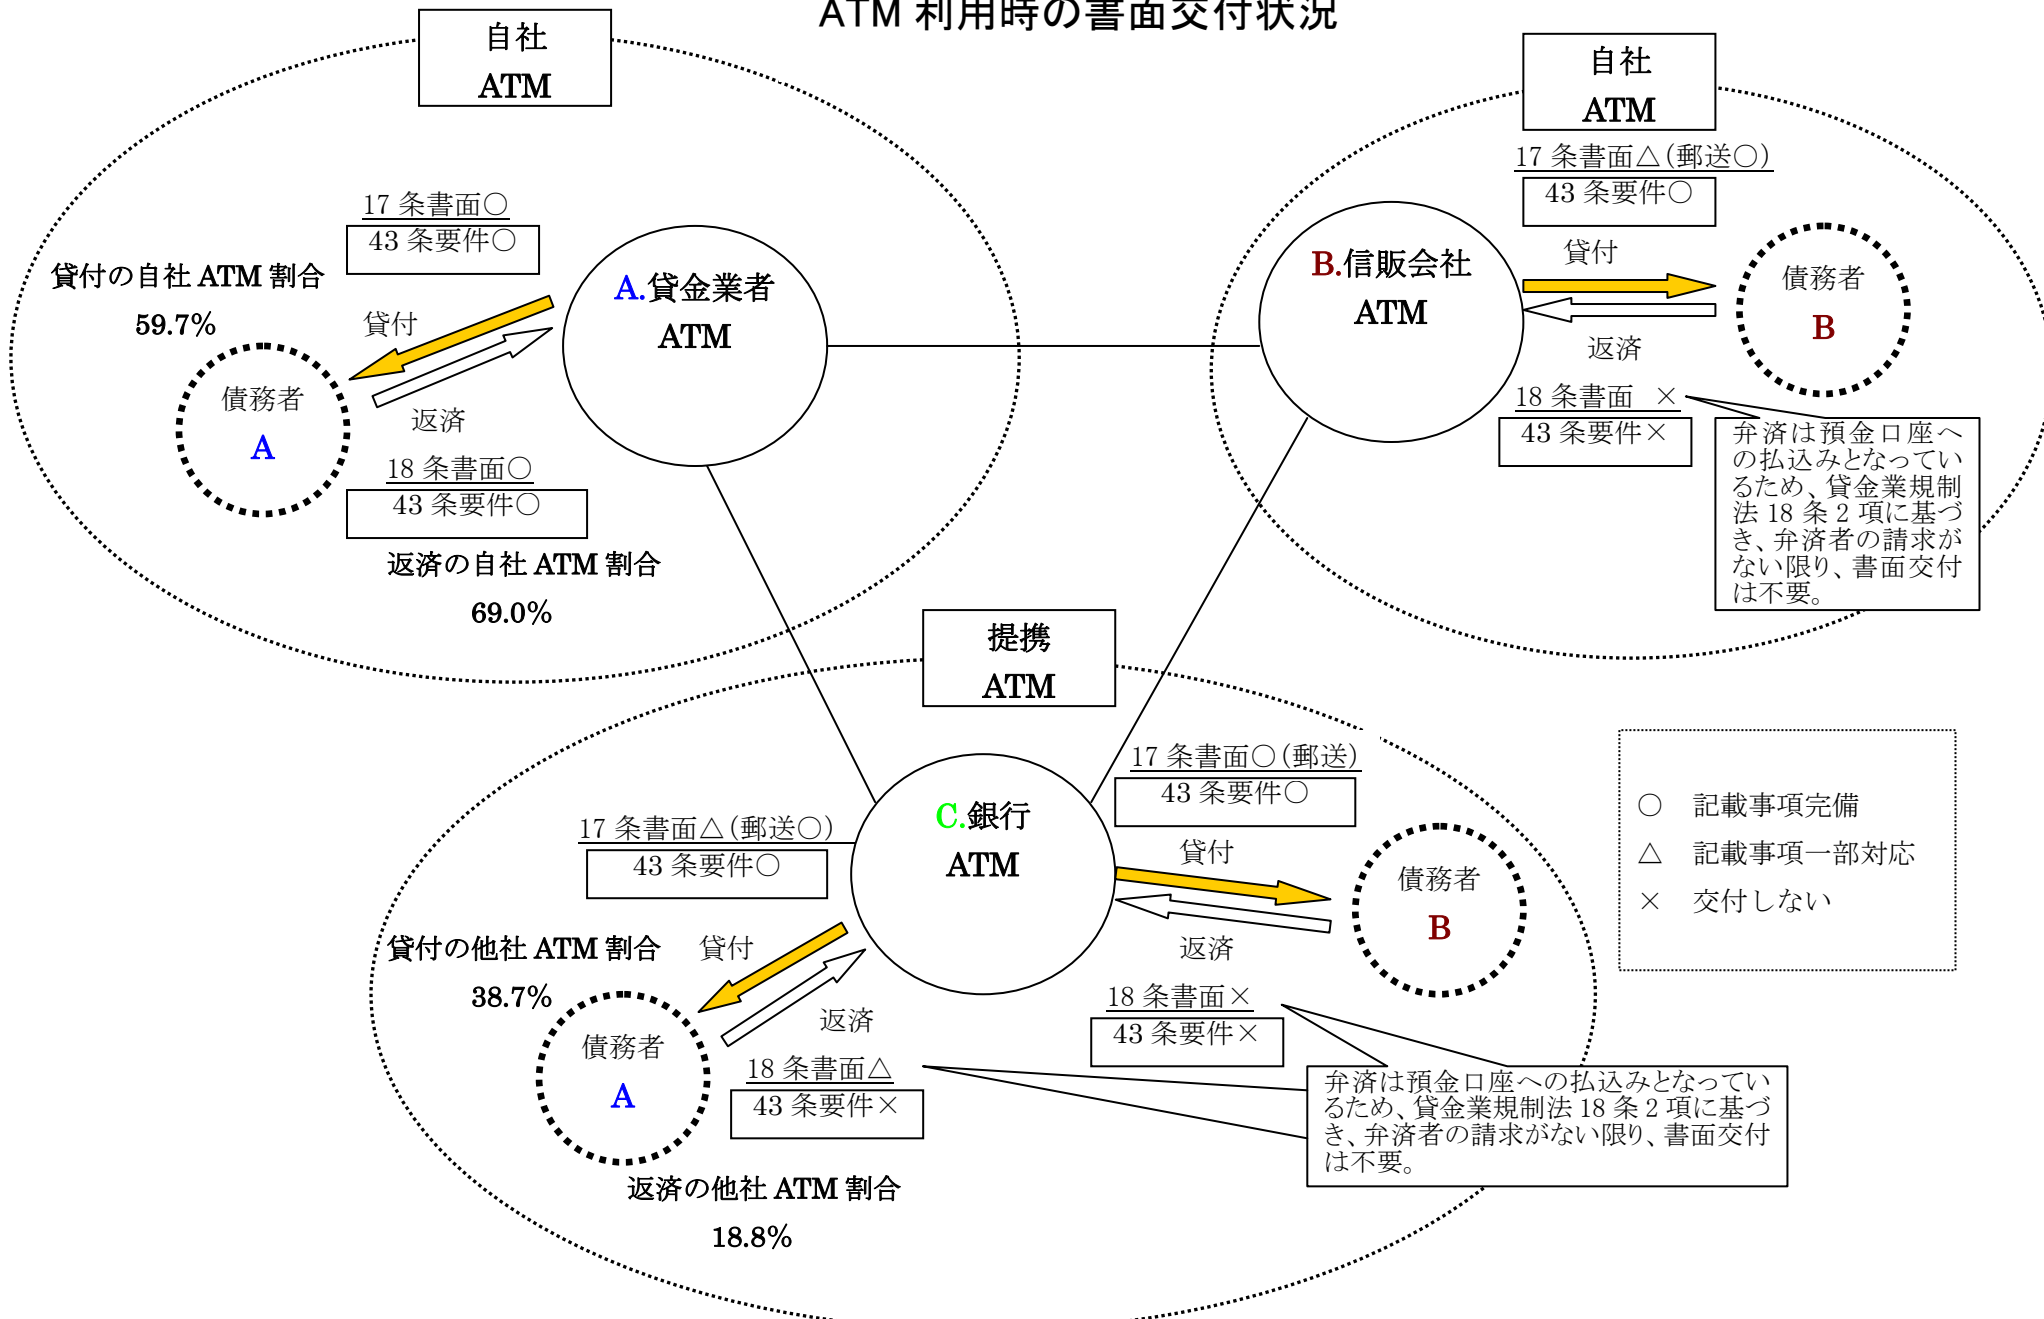 ATM 利用時の書面交付状況
自社
ATM
17 条書面〇
43 条要件〇
貸付の自社 ATM 割合
59.7%
貸付
返済
債務者
A
18 条書面〇
43 条要件〇
返済の自社 ATM 割合
69.0%
A.貸金業者
ATM
自社
ATM
17 条書面△(郵送〇)
43 条要件〇
B.信販会社
ATM
貸付
返済
債務者
B
18 条書面 ×
43 条要件×
弁済は預金口座へ
の払込みとなってい
るため、貸金業規制
法 18 条 2 項に基づ
き、弁済者の請求が
ない限り、書面交付
は不要。
提携
ATM
17 条書面〇(郵送)
43 条要件〇
C.銀行
ATM
17 条書面△(郵送〇)
43 条要件〇
貸付
返済
債務者
B
貸付の他社 ATM 割合
38.7%
貸付
返済
債務者
A
18 条書面×
43 条要件×
18 条書面△
43 条要件×
弁済は預金口座への払込みとなってい
るため、貸金業規制法 18 条 2 項に基づ
き、弁済者の請求がない限り、書面交付
は不要。
返済の他社 ATM 割合
18.8%
〇 記載事項完備
△ 記載事項一部対応
× 交付しない